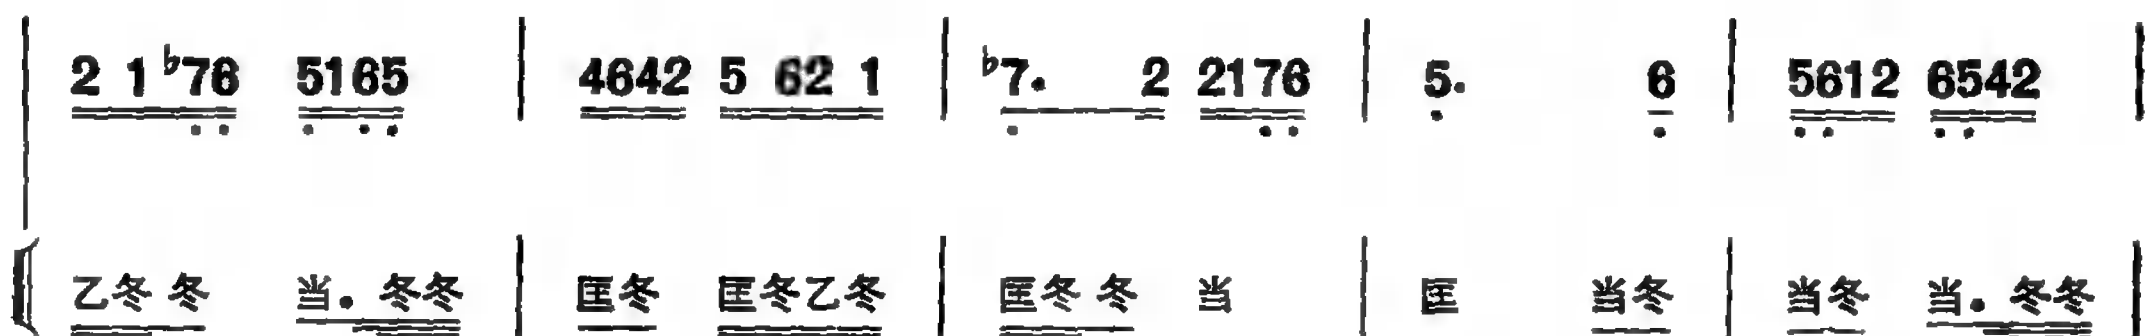 2 1 ♭76 5165 | 4642 5 62 1 | ♭7. 2 2176 | 5. 6 | 5612 6542 |
乙冬 冬 当. 冬冬 | 匡冬 匡冬乙冬 | 匡冬 冬 当 | 匡 当冬 | 当冬 当. 冬冬 |